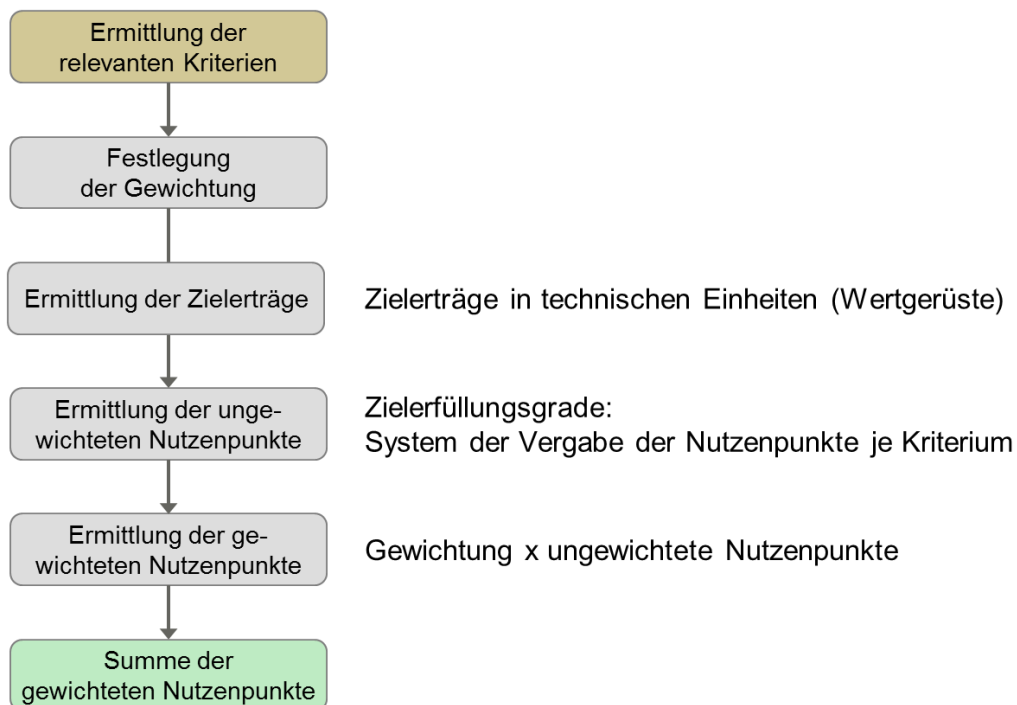 Ermittlung der
relevanten Kriterien
Festlegung
der Gewichtung
Ermittlung der Zielerträge
Zielerträge in technischen Einheiten (Wertgerüste)
Ermittlung der unge-
wichteten Nutzenpunkte
Zielerfüllungsgrade:
System der Vergabe der Nutzenpunkte je Kriterium
Ermittlung der ge-
wichteten Nutzenpunkte
Gewichtung x ungewichtete Nutzenpunkte
Summe der
gewichteten Nutzenpunkte